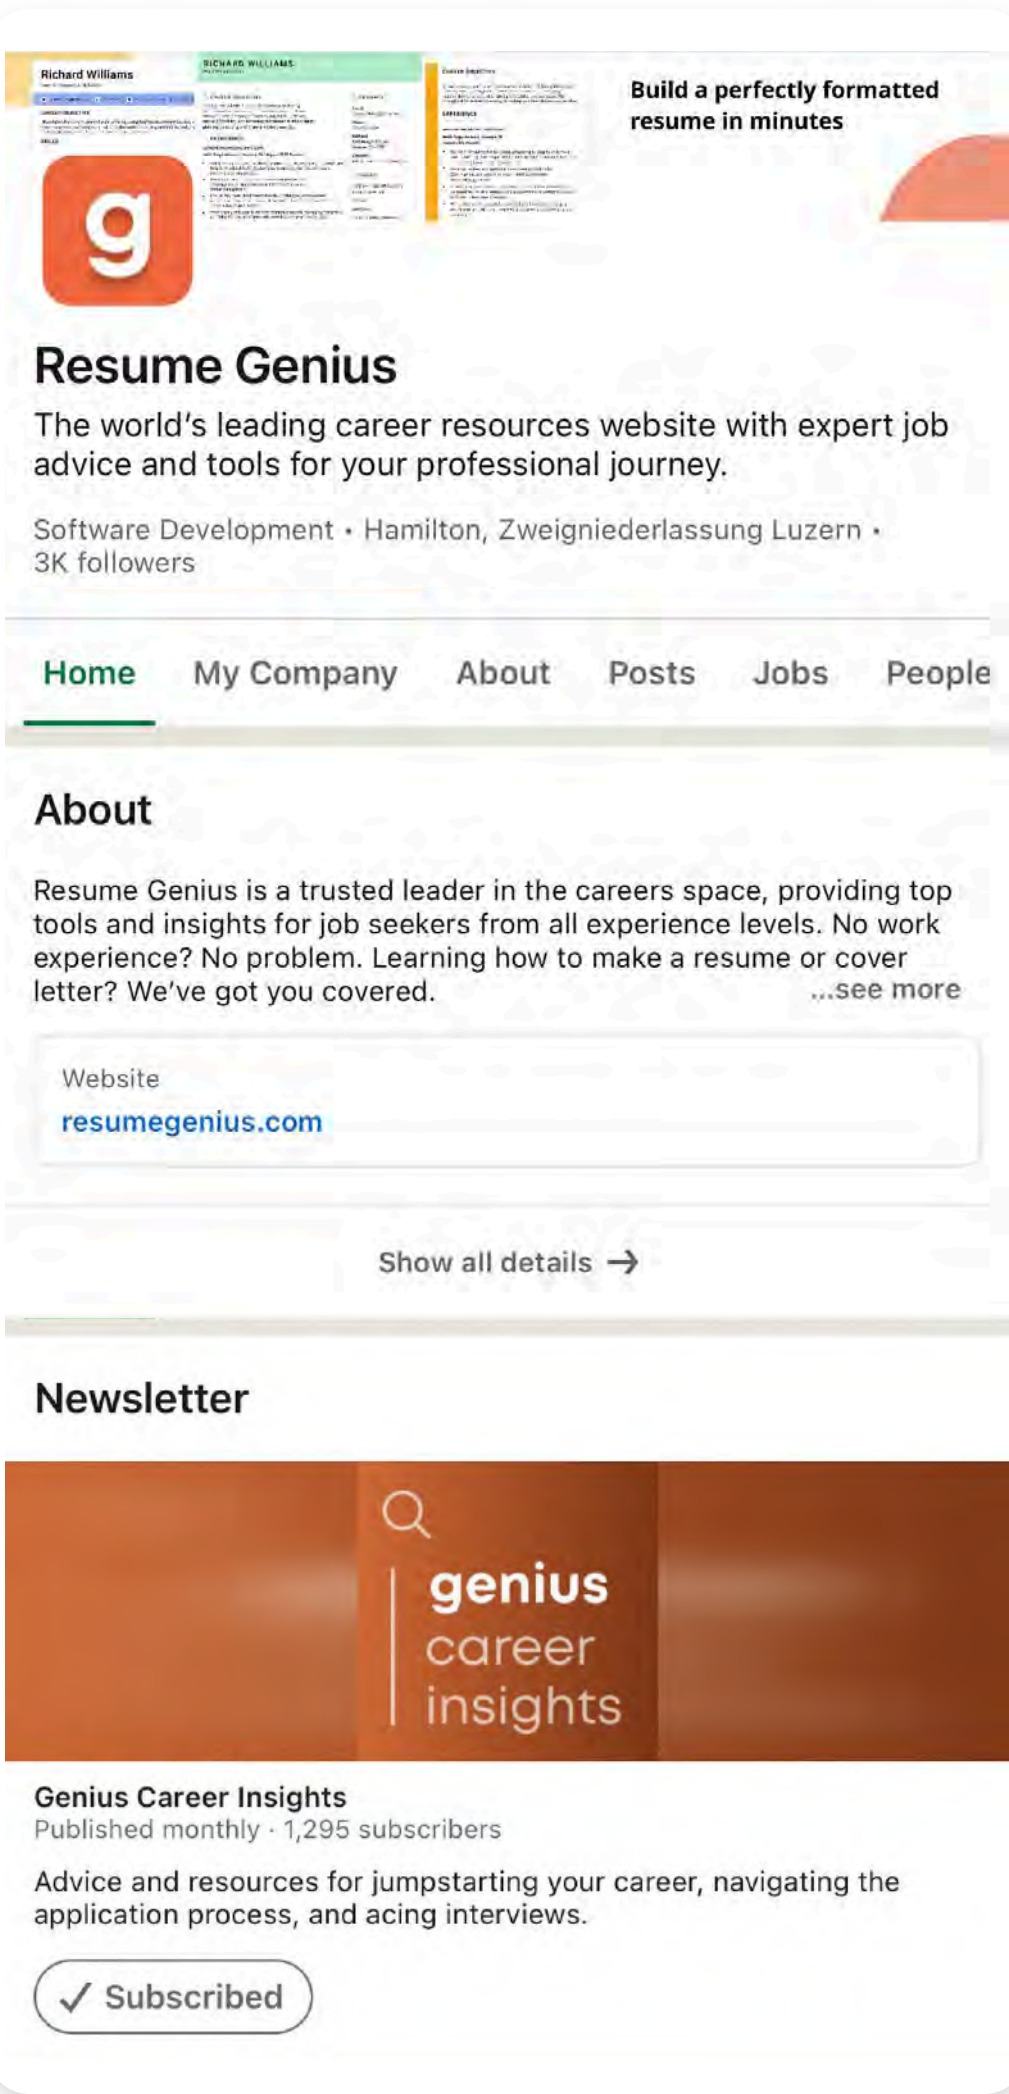 Richard Williams
RICHARD WILLIAMS
CAREER OBJECTIVE
EXPERIENCE
SKILLS
Build a perfectly formatted
resume in minutes
g
Resume Genius
The world's leading career resources website with expert job
advice and tools for your professional journey.
Software Development • Hamilton, Zweigniederlassung Luzern •
3K followers
Home My Company About Posts Jobs People
About
Resume Genius is a trusted leader in the careers space, providing top
tools and insights for job seekers from all experience levels. No work
experience? No problem. Learning how to make a resume or cover
letter? We've got you covered. ...see more
Website
resumegenius.com
Show all details →
Newsletter
genius
career
insights
Genius Career Insights
Published monthly · 1,295 subscribers
Advice and resources for jumpstarting your career, navigating the
application process, and acing interviews.
✓ Subscribed